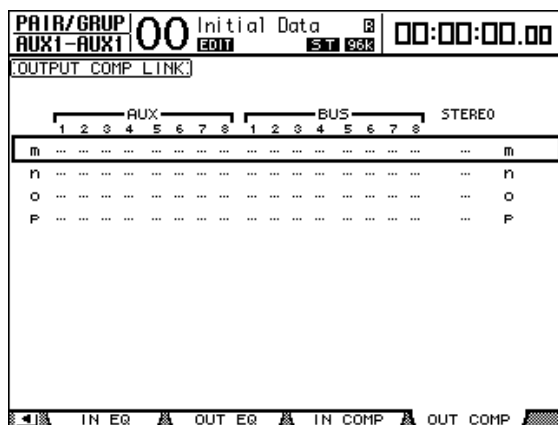 PAIR/GRUP 00 Initial Data R 00:00:00.00
AUX1-AUX1 EDIT ST 96k
OUTPUT COMP LINK
AUX BUS STEREO
1 2 3 4 5 6 7 8 1 2 3 4 5 6 7 8
m ... ... ... ... ... ... ... ... ... ... ... ... ... ... ... ... ... m
n ... ... ... ... ... ... ... ... ... ... ... ... ... ... ... ... ... n
o ... ... ... ... ... ... ... ... ... ... ... ... ... ... ... ... ... o
p ... ... ... ... ... ... ... ... ... ... ... ... ... ... ... ... ... p
IN EQ OUT EQ IN COMP OUT COMP